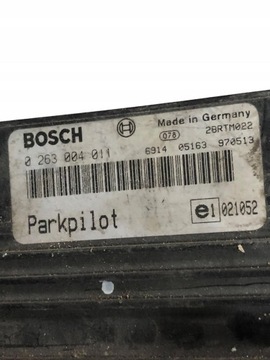 BOSCH
Made in Germany
078 2BRTM022
0 263 004 011
6914 05163 970513
Parkpilot
e1 021052